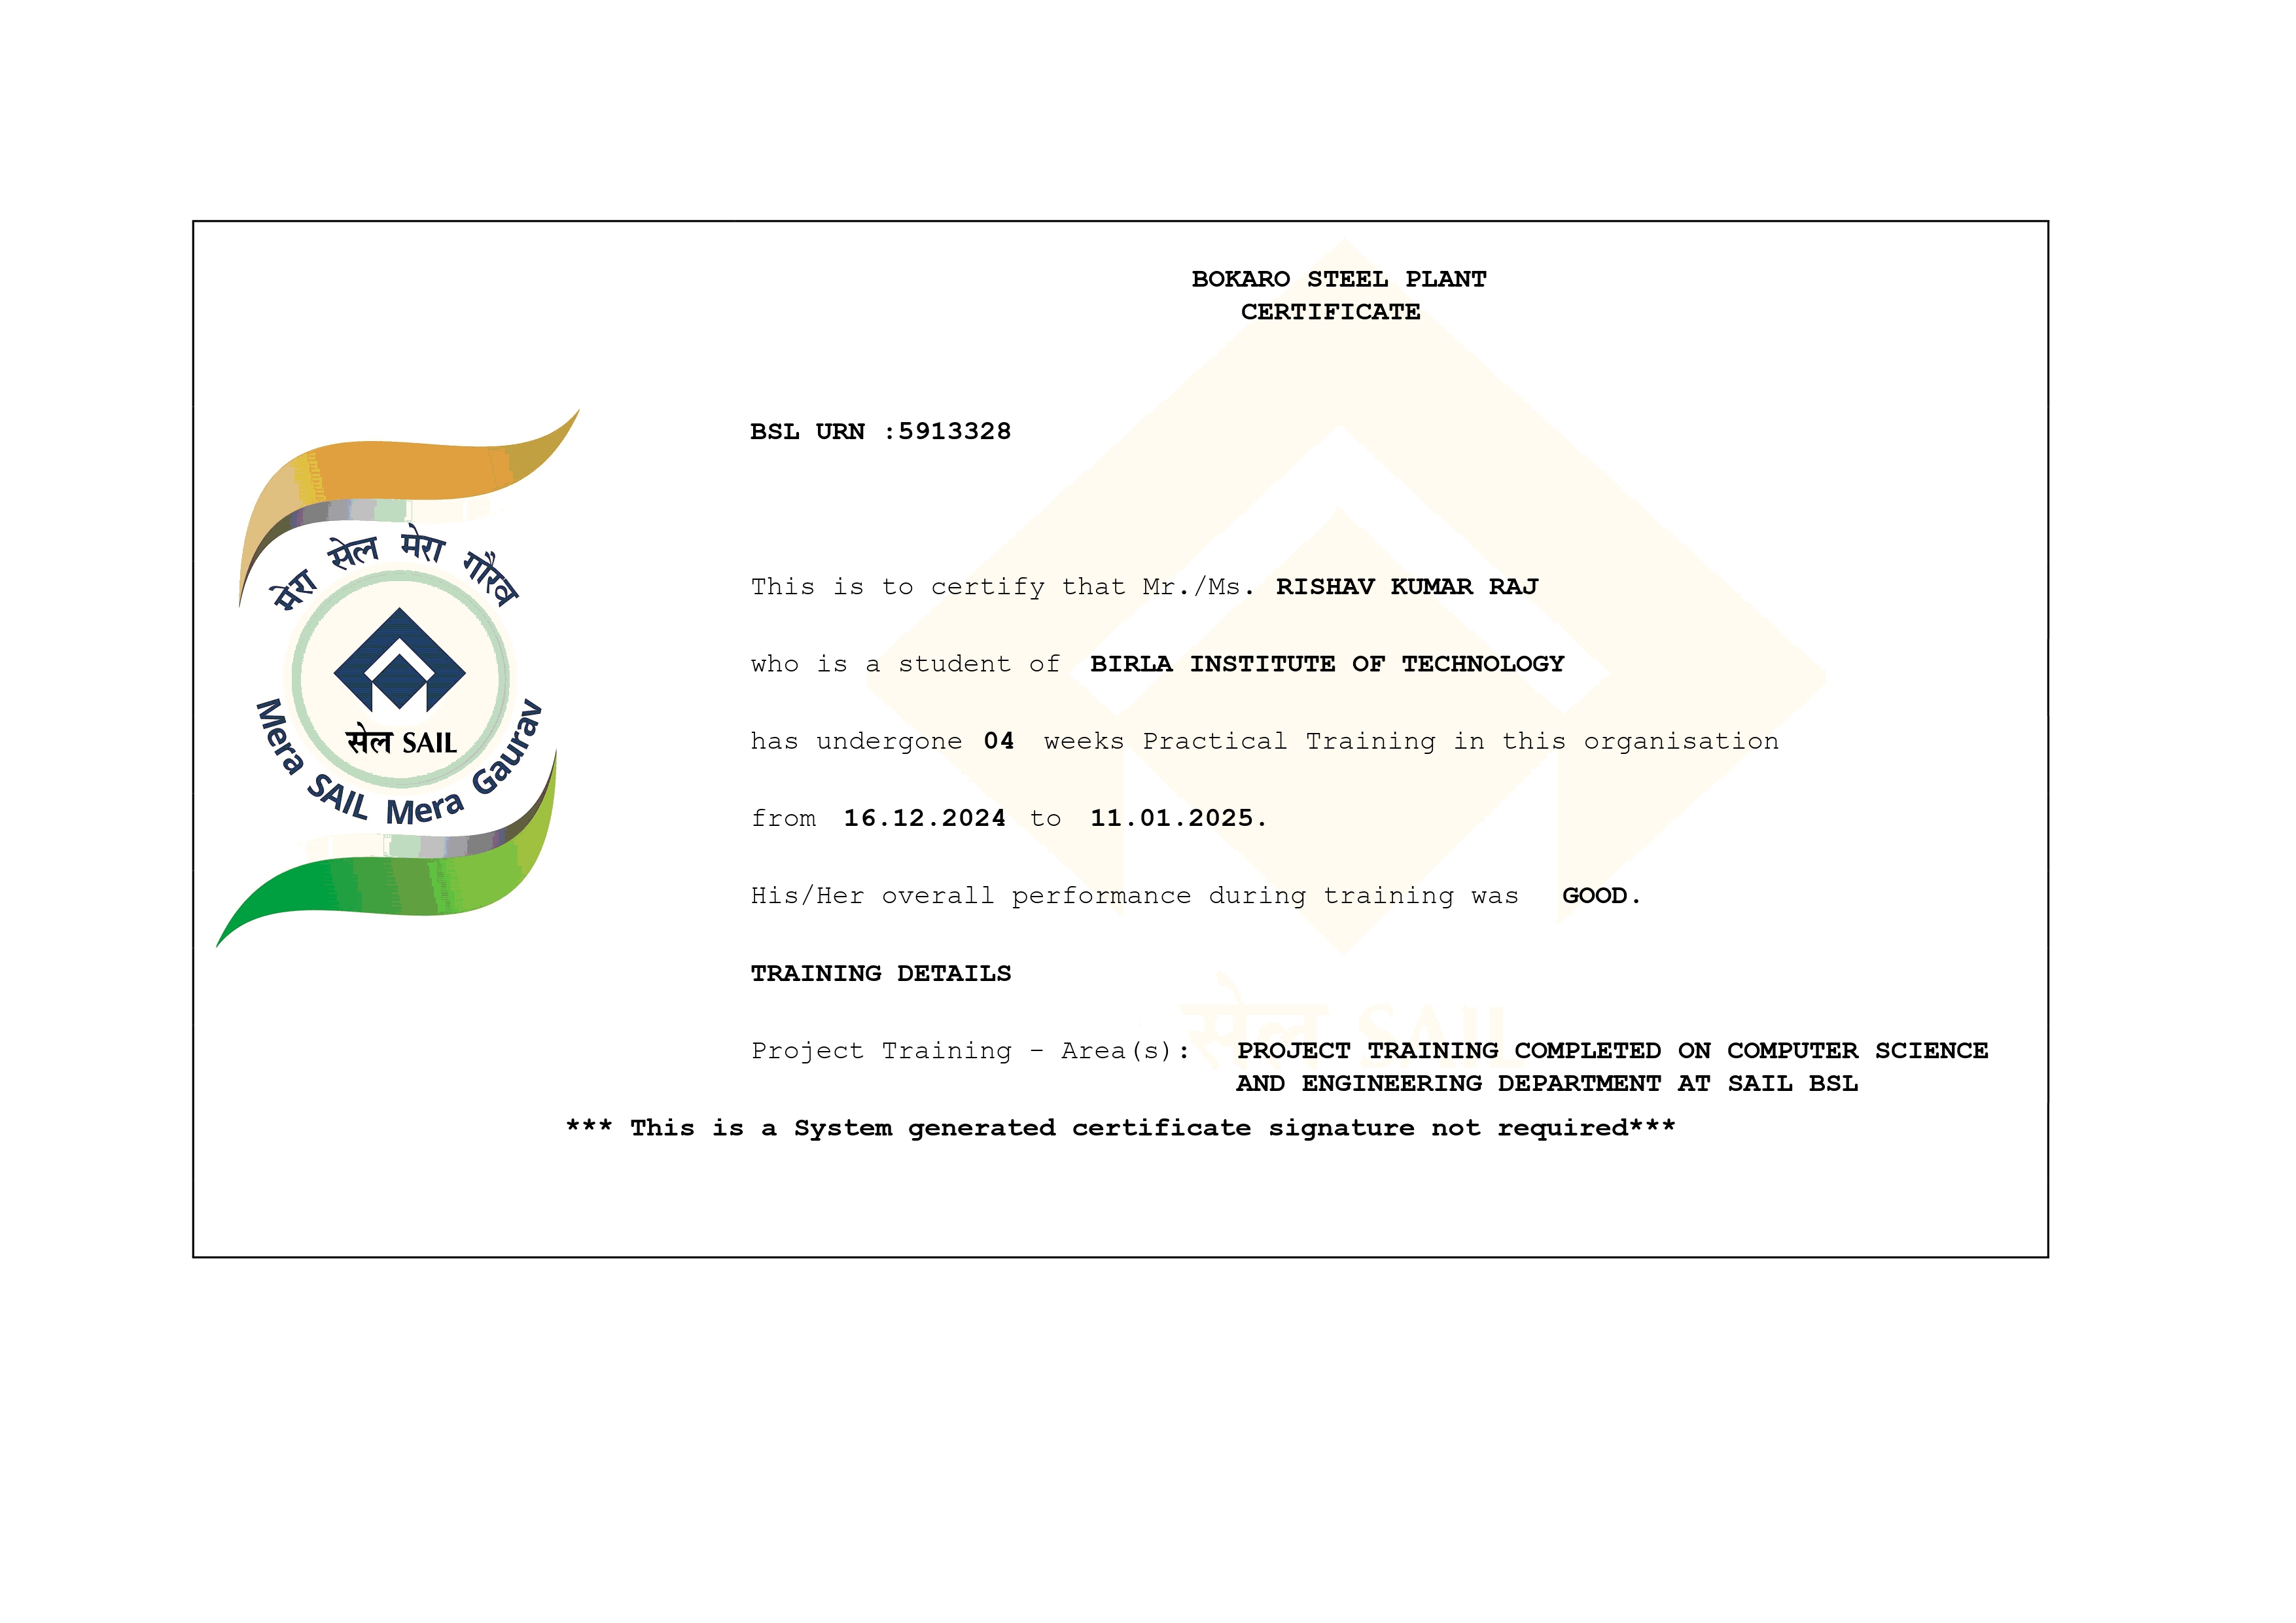 BOKARO STEEL PLANT
CERTIFICATE
BSL URN :5913328
मेरा सेल मेरा गौरव
सेल SAIL
Mera SAIL Mera Gaurav
This is to certify that Mr./Ms. RISHAV KUMAR RAJ
who is a student of BIRLA INSTITUTE OF TECHNOLOGY
has undergone 04 weeks Practical Training in this organisation
from 16.12.2024 to 11.01.2025.
His/Her overall performance during training was GOOD.
TRAINING DETAILS
सेल SAIL
Project Training - Area(s): PROJECT TRAINING COMPLETED ON COMPUTER SCIENCE
AND ENGINEERING DEPARTMENT AT SAIL BSL
*** This is a System generated certificate signature not required***